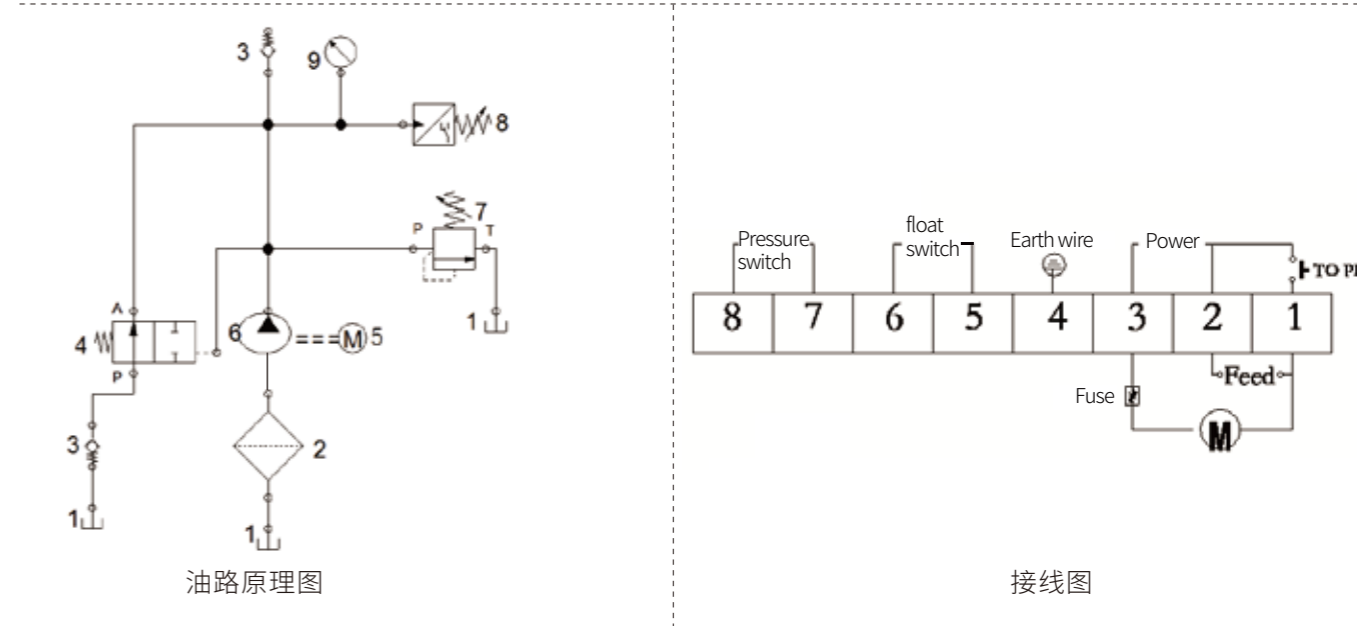 3
9
8
7
P
T
A
4
6
M
5
1
P
3
2
1
1
油路原理图
Pressure
switch
float
switch
Earth wire
Power
TO P
8
7
6
5
4
3
2
1
Feed
Fuse
M
接线图